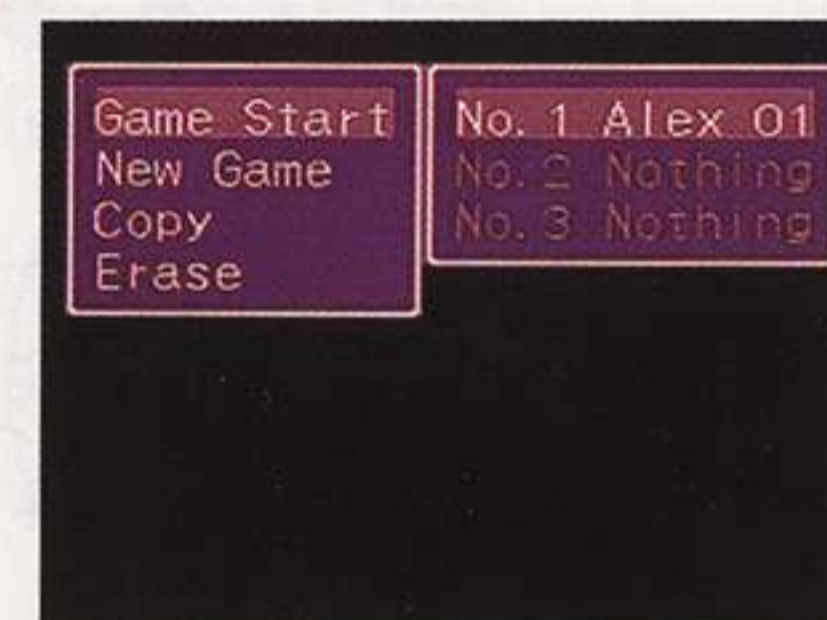 Game Start
New Game
Copy
Erase
No. 1 Alex 01
No. 2 Nothing
No. 3 Nothing